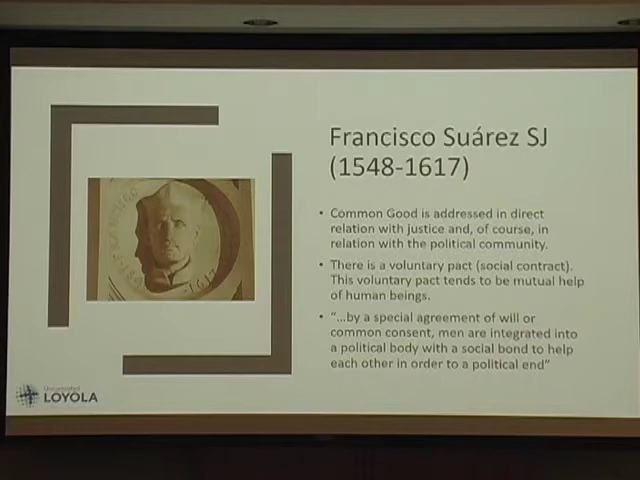 Francisco Suárez SJ
(1548-1617)
• Common Good is addressed in direct
relation with justice and, of course, in
relation with the political community.
• There is a voluntary pact (social contract).
This voluntary pact tends to be mutual help
of human beings.
• “...by a special agreement of will or
common consent, men are integrated into
a political body with a social bond to help
each other in order to a political end”
Universidad
LOYOLA